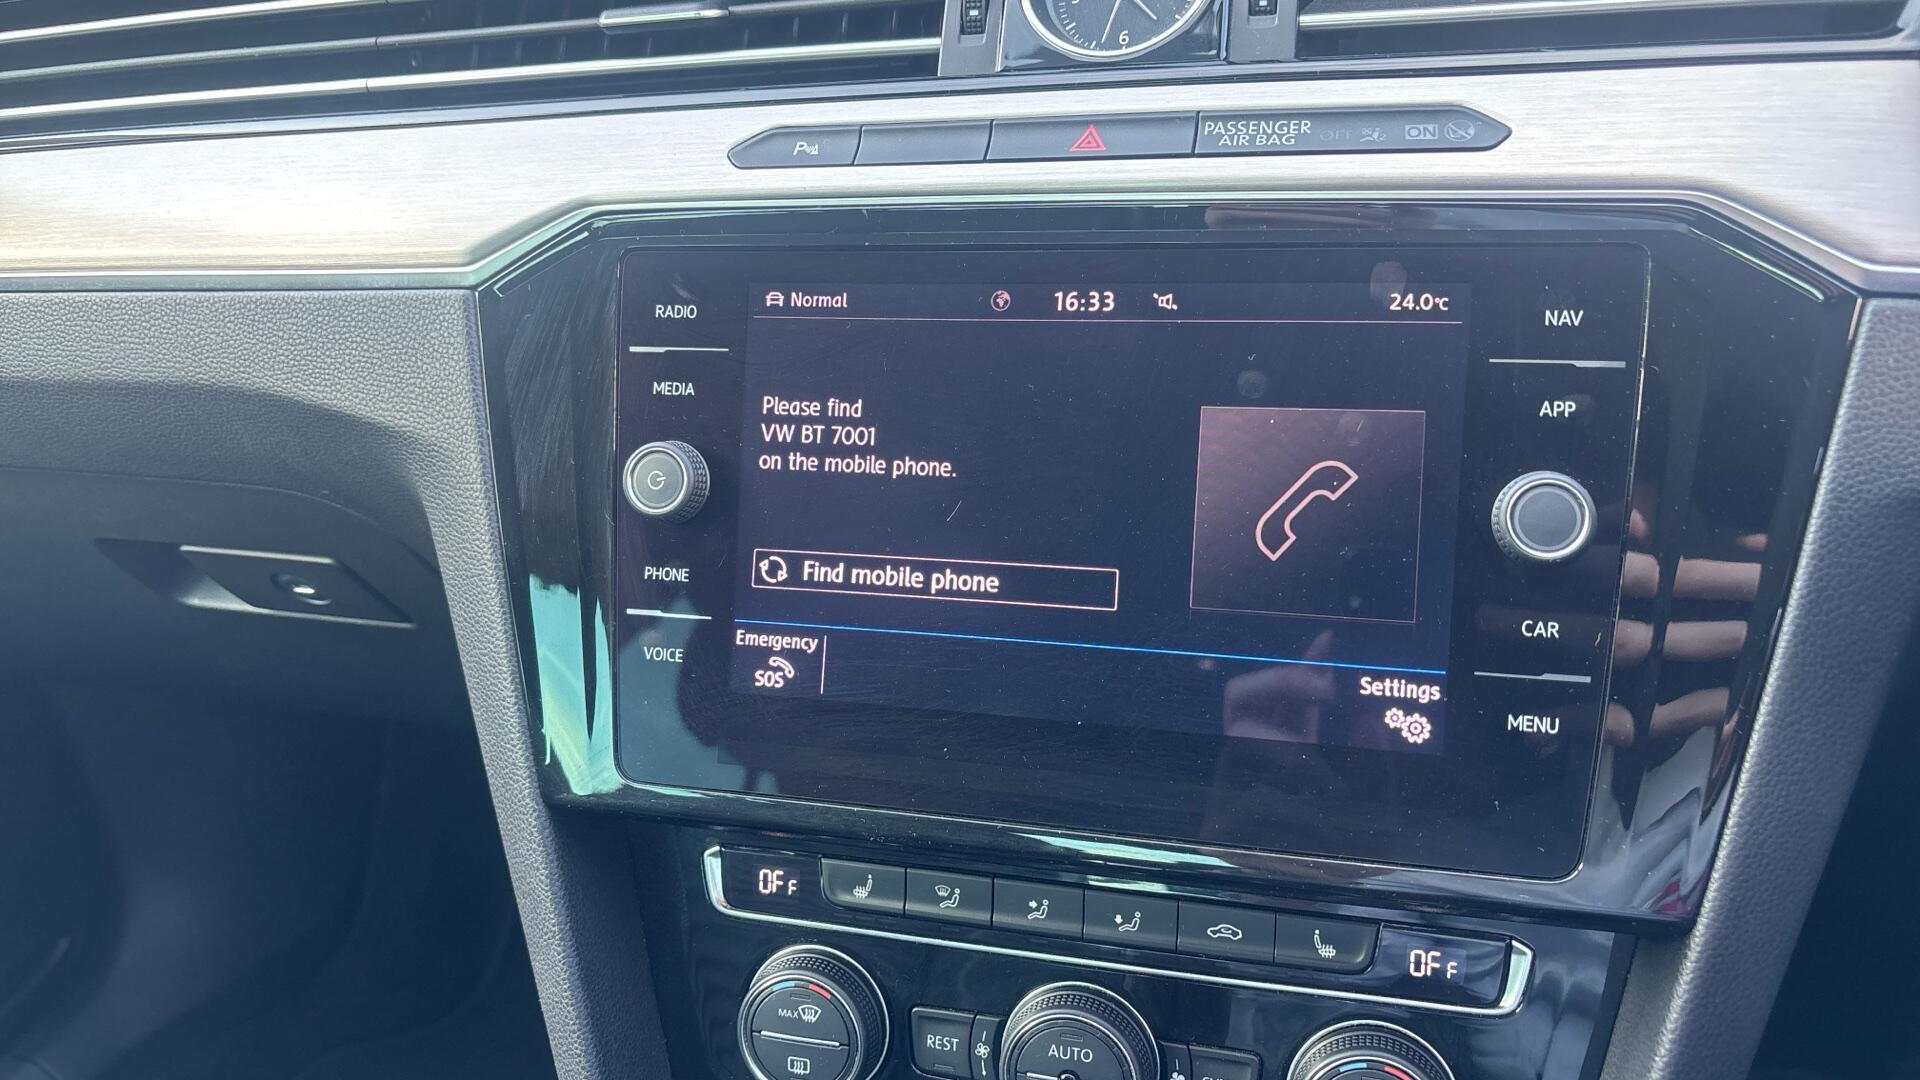 6
P
PASSENGER AIR BAG OFF ON
RADIO
MEDIA
PHONE
VOICE
Normal
16:33
24.0°C
Please find
VW BT 7001
on the mobile phone.
Find mobile phone
Emergency
SOS
Settings
NAV
APP
CAR
MENU
OFF
OFF
MAX
REST
AUTO